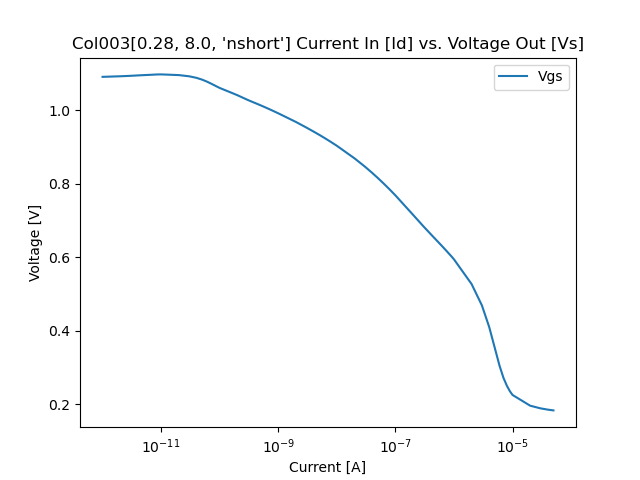 Col003[0.28, 8.0, 'nshort'] Current In [Id] vs. Voltage Out [Vs]
Vgs
1.0
0.8
0.6
0.4
0.2
Voltage [V]
10⁻¹¹
10⁻⁹
10⁻⁷
10⁻⁵
Current [A]